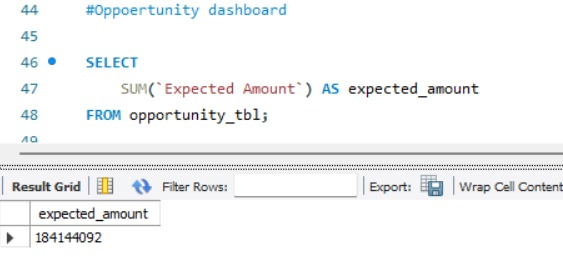 44 #Oppoertunity dashboard
45
46 SELECT
47 SUM(`Expected Amount`) AS expected_amount
48 FROM opportunity_tbl;
49
Result Grid Filter Rows: Export: Wrap Cell Content
expected_amount
184144092